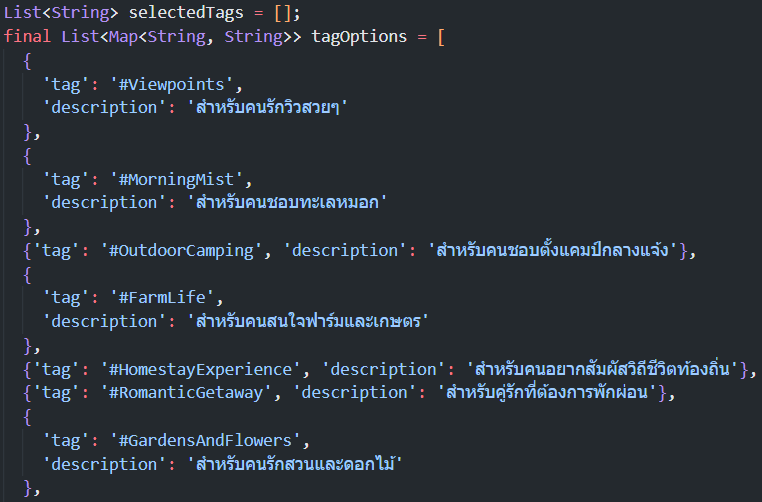 List<String> selectedTags = [];
final List<Map<String, String>> tagOptions = [
{
'tag': '#Viewpoints',
'description': 'สำหรับคนรักวิวสวยๆ'
},
{
'tag': '#MorningMist',
'description': 'สำหรับคนชอบทะเลหมอก'
},
{'tag': '#OutdoorCamping', 'description': 'สำหรับคนชอบตั้งแคมป์กลางแจ้ง'},
{
'tag': '#FarmLife',
'description': 'สำหรับคนสนใจฟาร์มและเกษตร'
},
{'tag': '#HomestayExperience', 'description': 'สำหรับคนอยากสัมผัสวิถีชีวิตท้องถิ่น'},
{'tag': '#RomanticGetaway', 'description': 'สำหรับคู่รักที่ต้องการพักผ่อน'},
{
'tag': '#GardensAndFlowers',
'description': 'สำหรับคนรักสวนและดอกไม้'
},